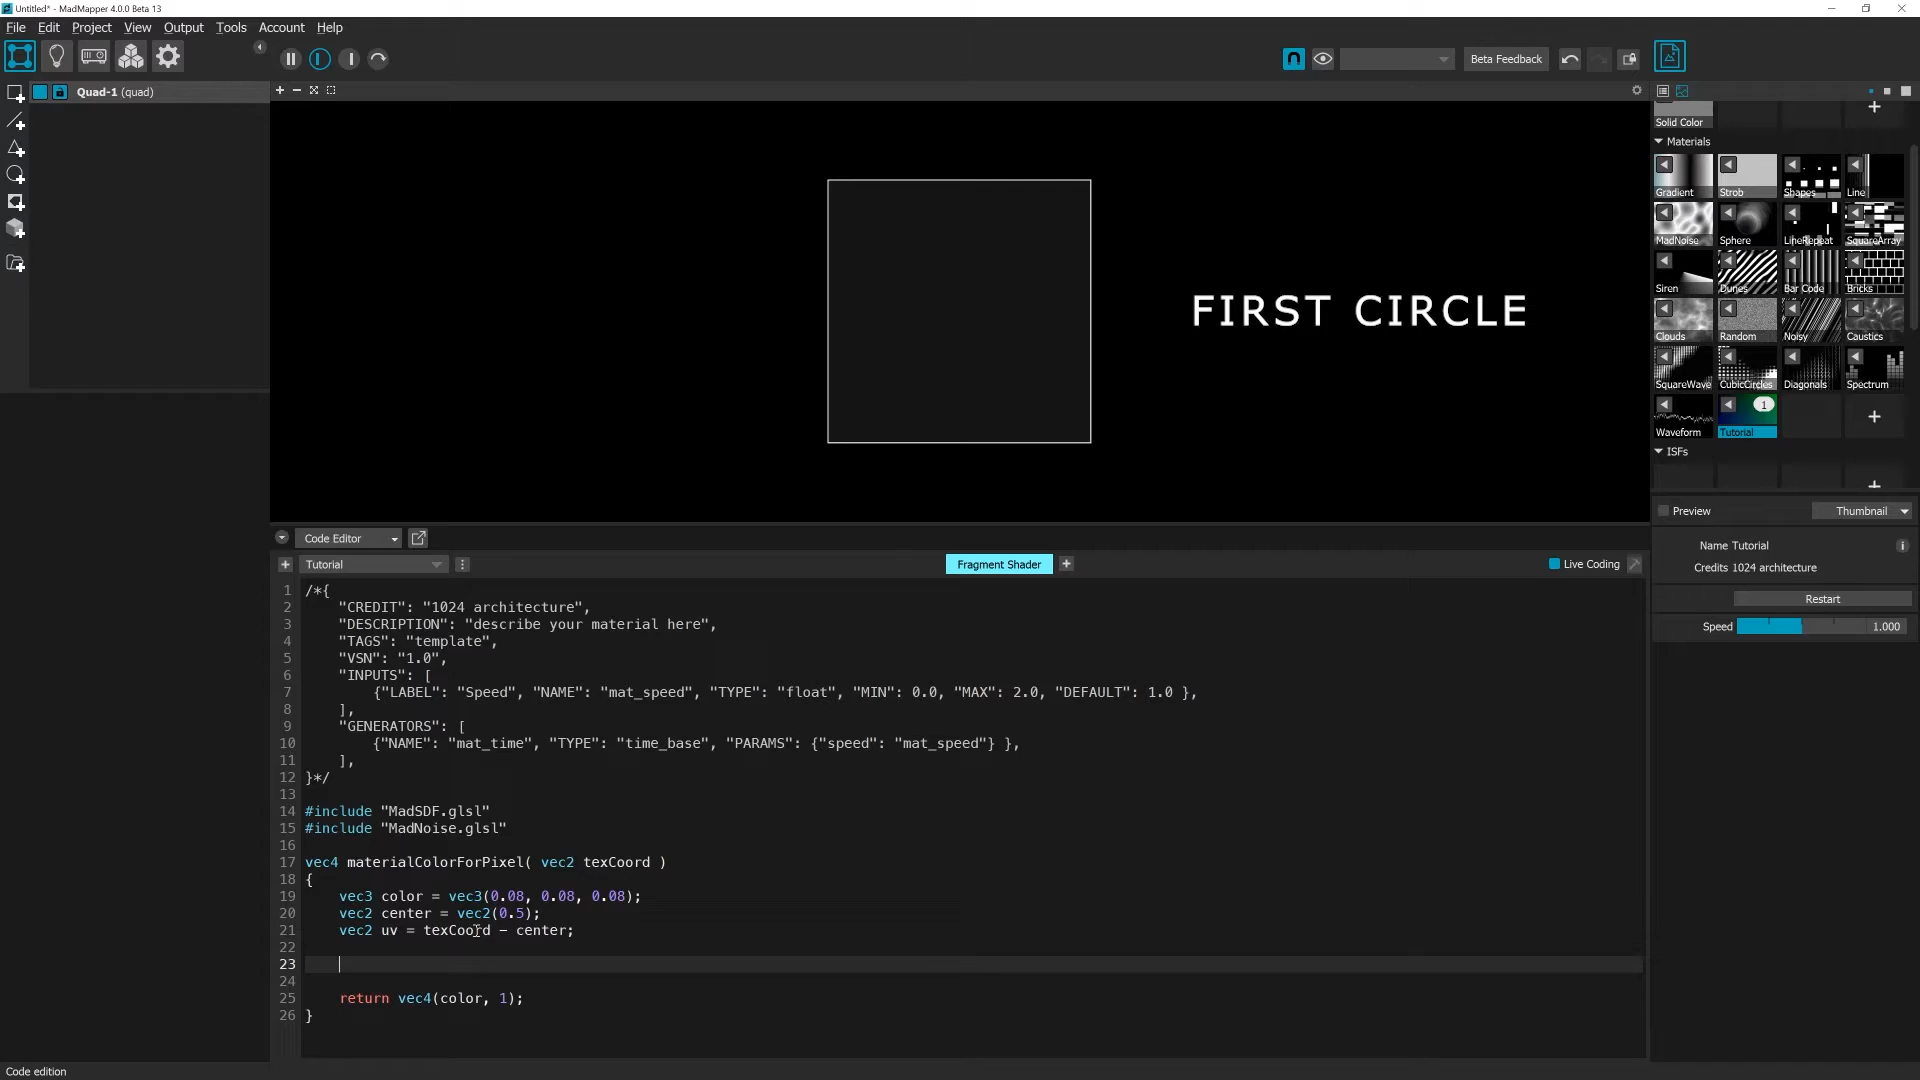 Untitled* - MadMapper 4.0.0 Beta 13
File Edit Project View Output Tools Account Help
Beta Feedback
Quad-1 (quad)
Solid Color
Materials
Gradient Strob Shapes Line
MadNoise Sphere LineRepeat SquareArray
Siren Dunes Bar Code Bricks
Clouds Random Noisy Caustics
SquareWave CubicCircles Diagonals Spectrum
1
Waveform Tutorial
ISFs
FIRST CIRCLE
Preview Thumbnail
Name Tutorial
Credits 1024 architecture
Restart
Speed 1.000
Code Editor
Tutorial Fragment Shader Live Coding
1 /*{
2 "CREDIT": "1024 architecture",
3 "DESCRIPTION": "describe your material here",
4 "TAGS": "template",
5 "VSN": "1.0",
6 "INPUTS": [
7 {"LABEL": "Speed", "NAME": "mat_speed", "TYPE": "float", "MIN": 0.0, "MAX": 2.0, "DEFAULT": 1.0 },
8 ],
9 "GENERATORS": [
10 {"NAME": "mat_time", "TYPE": "time_base", "PARAMS": {"speed": "mat_speed"} },
11 ],
12 }*/
13
14 #include "MadSDF.glsl"
15 #include "MadNoise.glsl"
16
17 vec4 materialColorForPixel( vec2 texCoord )
18 {
19 vec3 color = vec3(0.08, 0.08, 0.08);
20 vec2 center = vec2(0.5);
21 vec2 uv = texCoord - center;
22
23
24
25 return vec4(color, 1);
26 }
Code edition